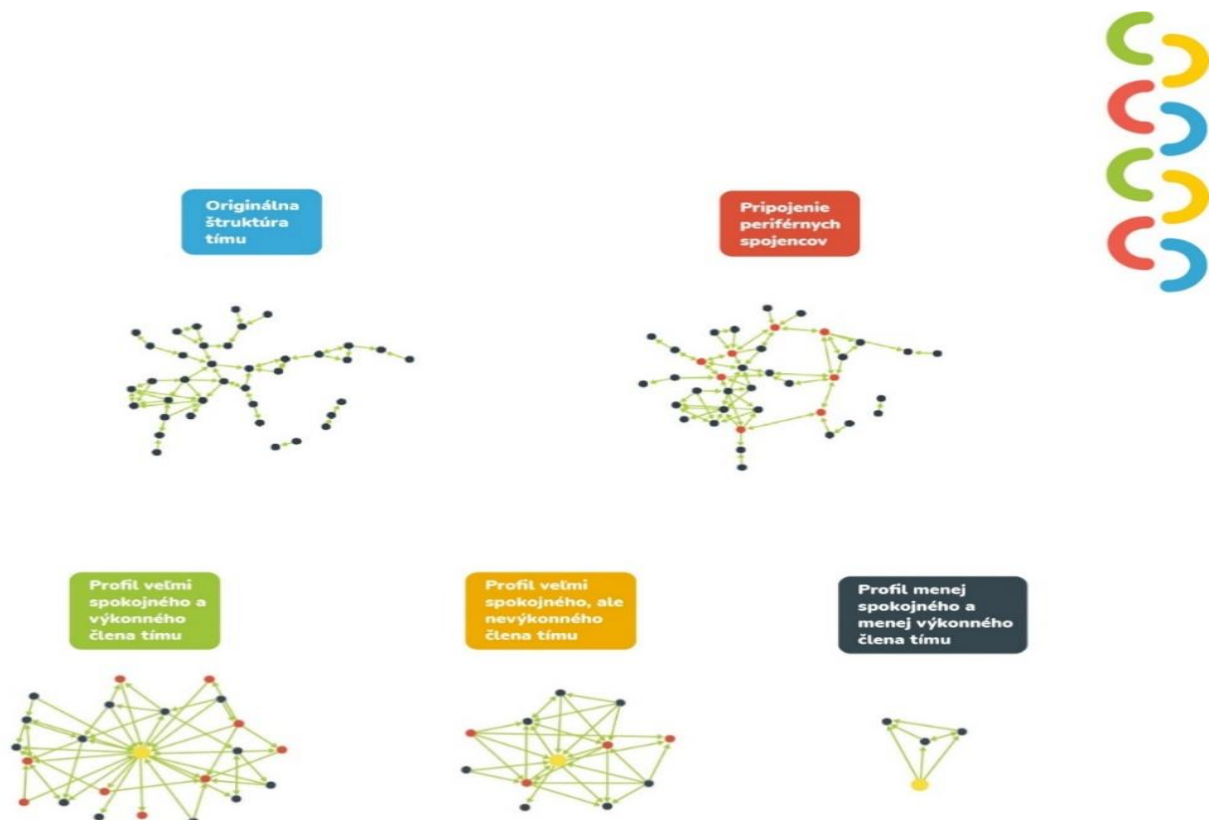 Originálna
štruktúra
tímu
Pripojenie
periférnych
spojencov
Profil veľmi
spokojného a
výkonného
člena tímu
Profil veľmi
spokojného, ale
nevýkonného
člena tímu
Profil menej
spokojného a
menej výkonného
člena tímu